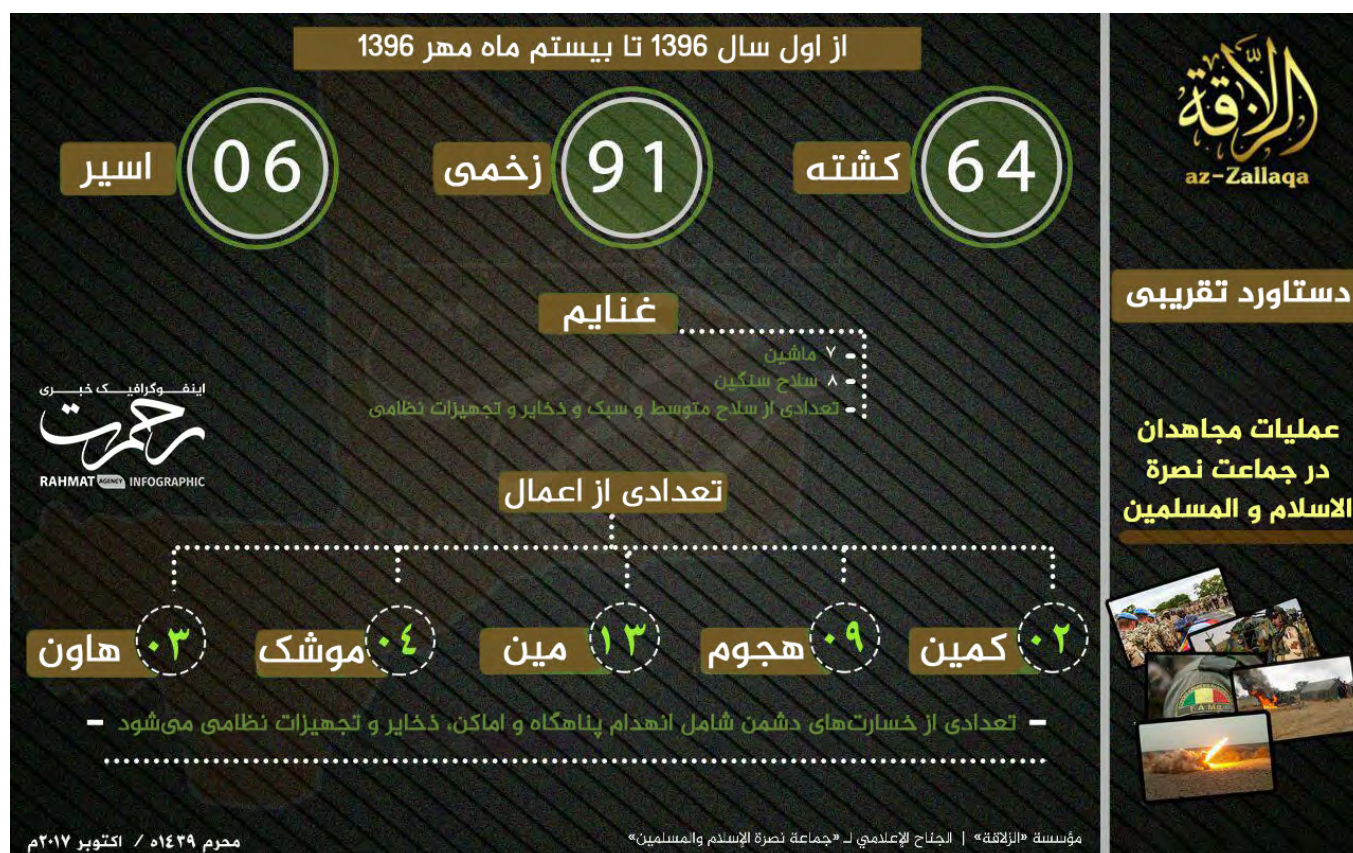 از اول سال 1396 تا بیستم ماه مهر 1396
64 کشته
91 زخمی
06 اسیر
غنایم
- ۷ ماشین
- ۸ سلاح سنگین
- تعدادی از سلاح متوسط و سبک و ذخایر و تجهیزات نظامی
تعدادی از اعمال
۰۲ کمین
۰۹ هجوم
۱۳ مین
۰٤ موشک
۰۳ هاون
- تعدادی از خسارت‌های دشمن شامل انهدام پناهگاه و اماکن، ذخایر و تجهیزات نظامی می‌شود -
مؤسسة «الزلاقة» | الجناح الإعلامي لـ «جماعة نصرة الإسلام والمسلمين»
محرم ١٤٣٩ه / اکتوبر ٢٠١٧م
اینفوگرافیک خبری
رحمت
RAHMAT AGENCY INFOGRAPHIC
الزلاقة
az-Zallaqa
دستاورد تقریبی
عملیات مجاهدان
در جماعت نصرة
الاسلام و المسلمین